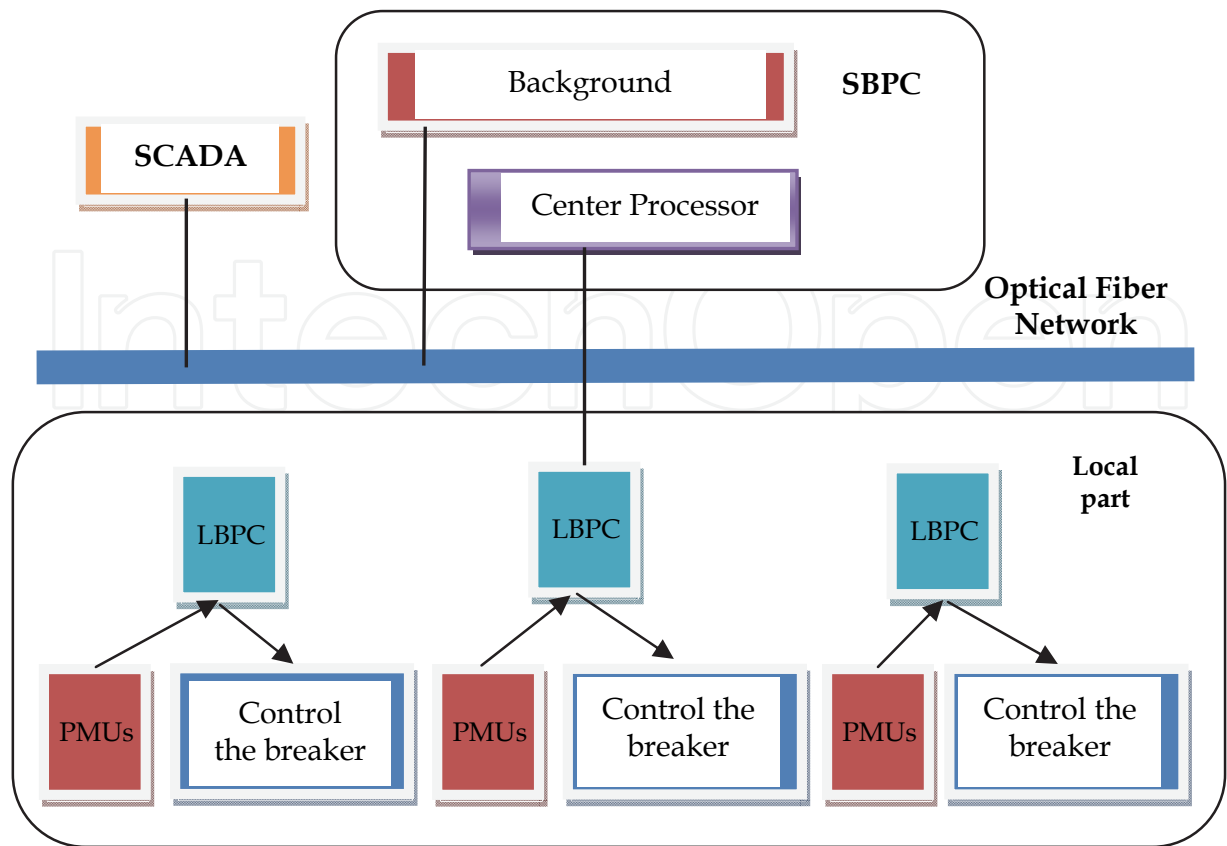 Background
SBPC
SCADA
Center Processor
Optical Fiber
Network
IntechOpen
Local
part
LBPC
LBPC
LBPC
PMUs
Control
the breaker
PMUs
Control the
breaker
PMUs
Control the
breaker